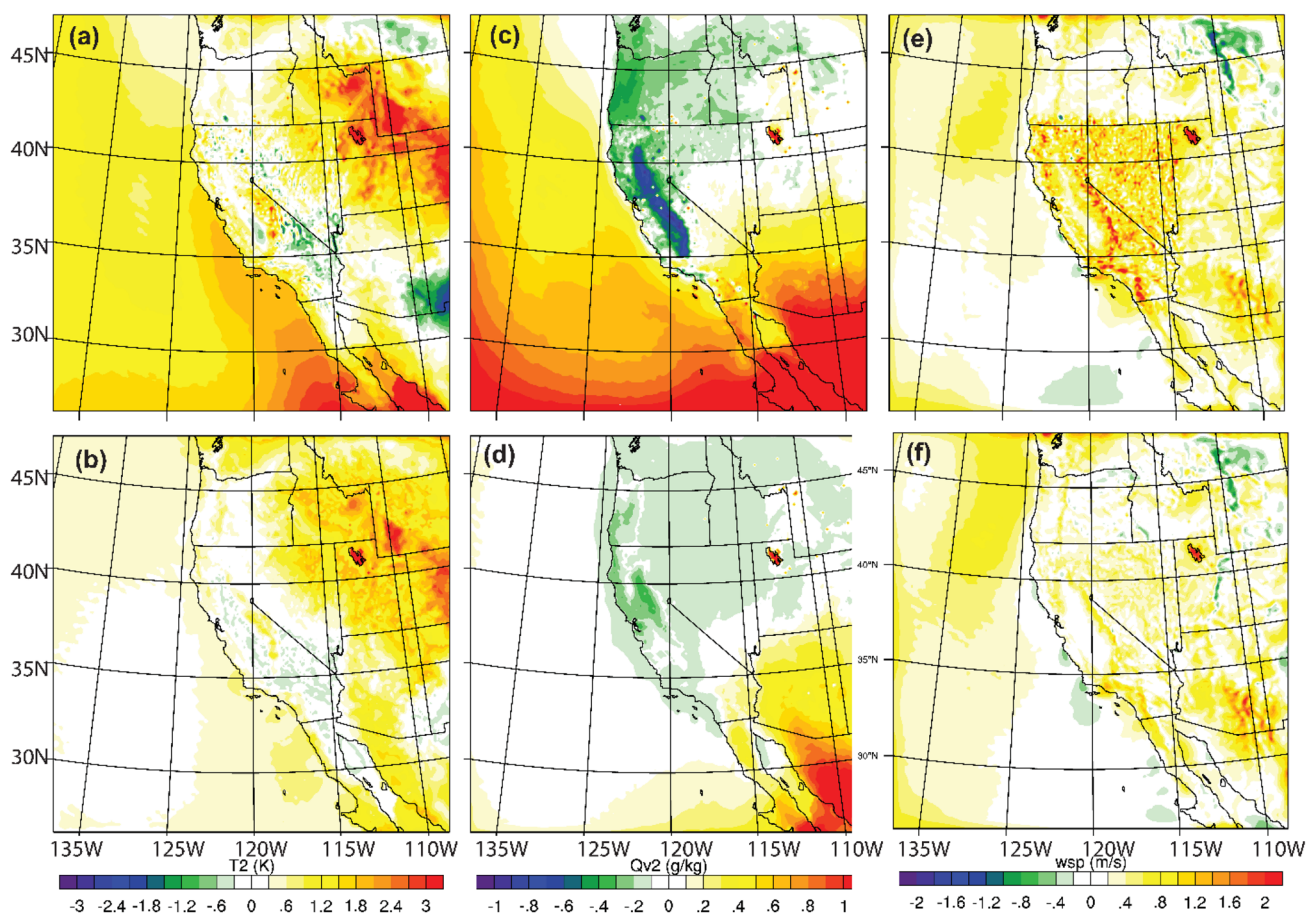 (a) (c) (e)
45N
40N
35N
30N
(b) (d) (f)
45N 45°N
40N 40°N
35N 35°N
30N 30°N
135W 125W 120W 115W 135W 125W 120W 115W 135W 125W 120W 115W 110W
T2 (K) Qv2 (g/kg) wsp (m/s)
-3 -2.4 -1.8 -1.2 -.6 0 .6 1.2 1.8 2.4 3 -1 -.8 -.6 -.4 -.2 0 .2 .4 .6 .8 1 -2 -1.6 -1.2 -.8 -.4 0 .4 .8 1.2 1.6 2